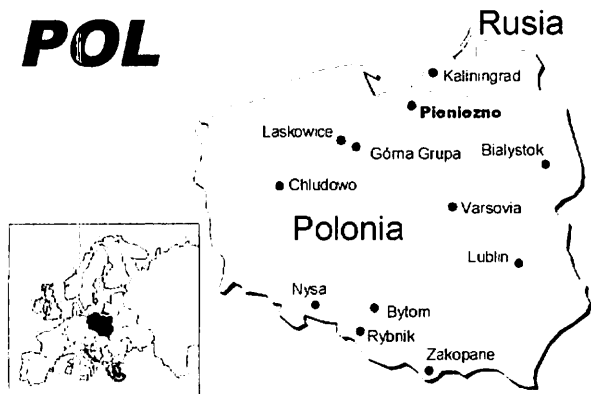 POL
Rusia
Kaliningrad
Pieniezno
Laskowice
Górna Grupa
Bialystok
Chludowo
Varsovia
Polonia
Lublin
Nysa
Bytom
Rybnik
Zakopane